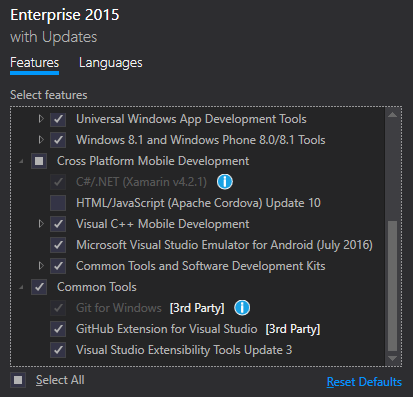 Enterprise 2015
with Updates
Features Languages
Select features
Universal Windows App Development Tools
Windows 8.1 and Windows Phone 8.0/8.1 Tools
Cross Platform Mobile Development
C#/.NET (Xamarin v4.2.1)
HTML/JavaScript (Apache Cordova) Update 10
Visual C++ Mobile Development
Microsoft Visual Studio Emulator for Android (July 2016)
Common Tools and Software Development Kits
Common Tools
Git for Windows [3rd Party]
GitHub Extension for Visual Studio [3rd Party]
Visual Studio Extensibility Tools Update 3
Select All Reset Defaults